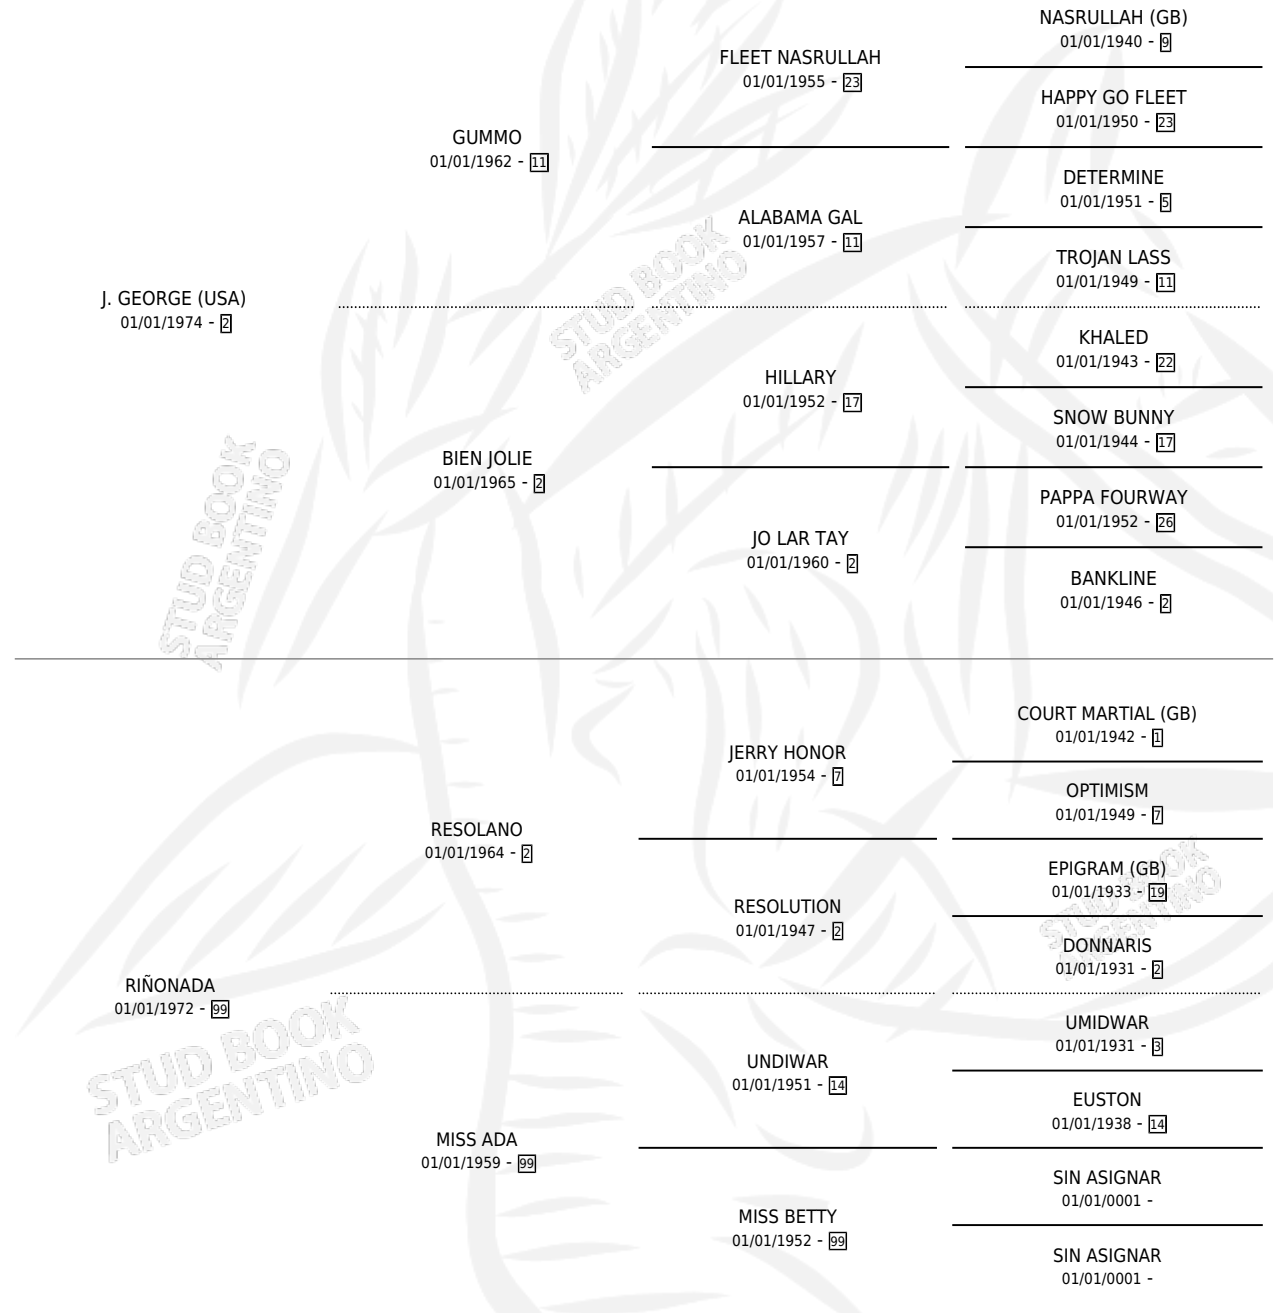 NASRULLAH (GB)
01/01/1940 - 9
FLEET NASRULLAH
01/01/1955 - 23
HAPPY GO FLEET
01/01/1950 - 23
GUMMO
01/01/1962 - 11
DETERMINE
01/01/1951 - 5
ALABAMA GAL
01/01/1957 - 11
TROJAN LASS
01/01/1949 - 11
J. GEORGE (USA)
01/01/1974 - 2
KHALED
01/01/1943 - 22
HILLARY
01/01/1952 - 17
SNOW BUNNY
01/01/1944 - 17
BIEN JOLIE
01/01/1965 - 2
PAPPA FOURWAY
01/01/1952 - 26
JO LAR TAY
01/01/1960 - 2
BANKLINE
01/01/1946 - 2
COURT MARTIAL (GB)
01/01/1942 - 1
JERRY HONOR
01/01/1954 - 7
OPTIMISM
01/01/1949 - 7
RESOLANO
01/01/1964 - 2
EPIGRAM (GB)
01/01/1933 - 19
RESOLUTION
01/01/1947 - 2
DONNARIS
01/01/1931 - 2
RIÑONADA
01/01/1972 - 99
UMIDWAR
01/01/1931 - 3
UNDIWAR
01/01/1951 - 14
EUSTON
01/01/1938 - 14
MISS ADA
01/01/1959 - 99
SIN ASIGNAR
01/01/0001 -
MISS BETTY
01/01/1952 - 99
SIN ASIGNAR
01/01/0001 -
STUD BOOK
ARGENTINO
STUD BOOK
ARGENTINO
STUD BOOK
ARGENTINO
STUD BOOK
ARGENTINO